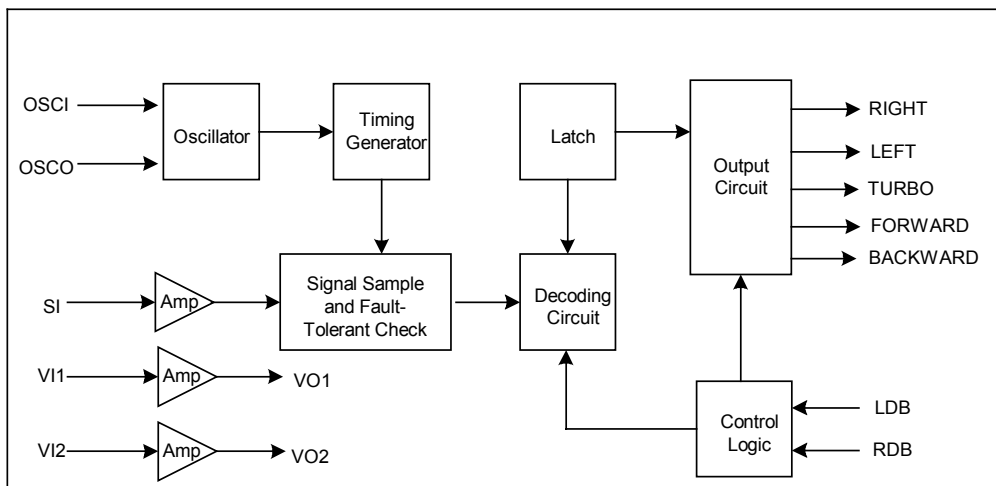 OSCI
OSCO
Oscillator
Timing
Generator
Latch
Output
Circuit
RIGHT
LEFT
TURBO
FORWARD
BACKWARD
SI
Amp
Signal Sample
and Fault-
Tolerant Check
Decoding
Circuit
VI1
Amp
VO1
VI2
Amp
VO2
Control
Logic
LDB
RDB